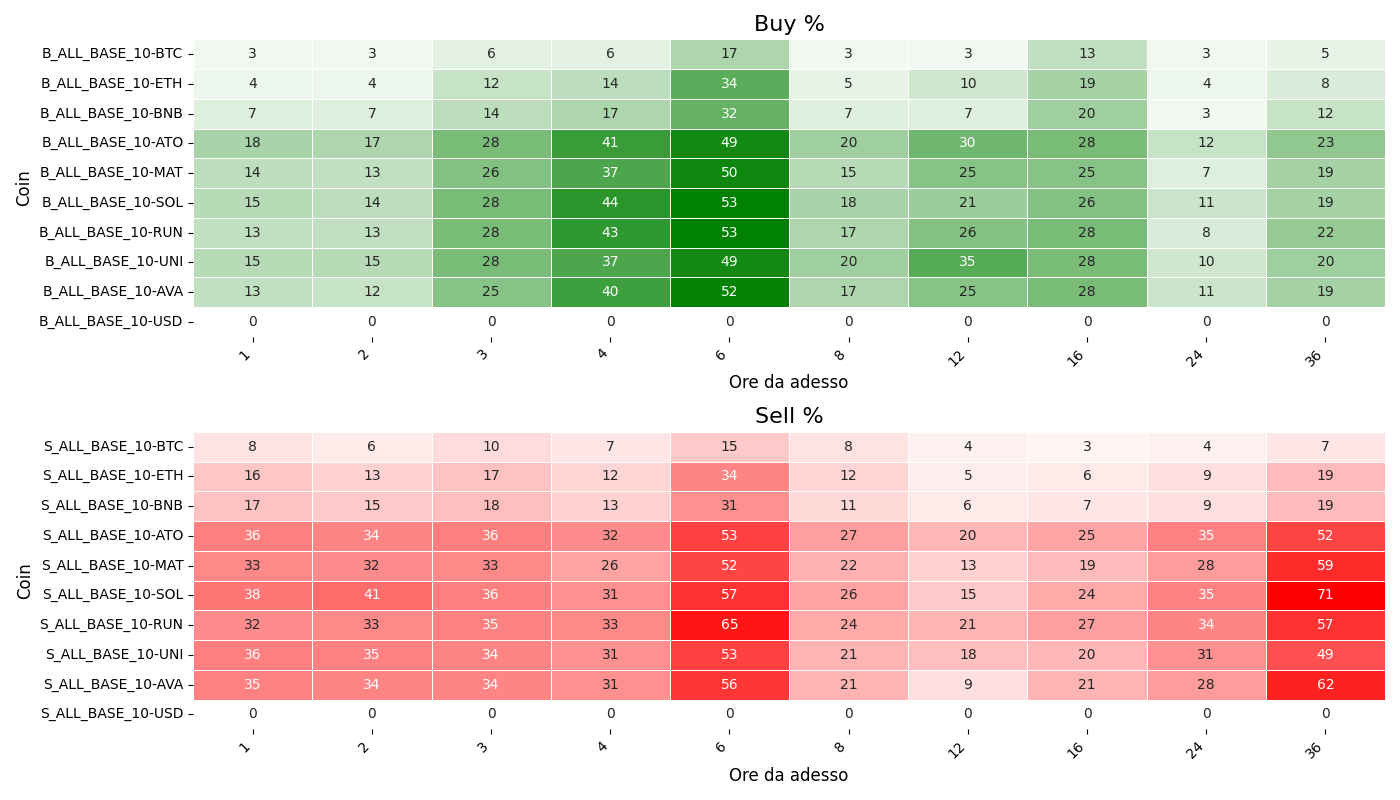 Buy %
Coin
B_ALL_BASE_10-BTC 3 3 6 6 17 3 3 13 3 5
B_ALL_BASE_10-ETH 4 4 12 14 34 5 10 19 4 8
B_ALL_BASE_10-BNB 7 7 14 17 32 7 7 20 3 12
B_ALL_BASE_10-ATO 18 17 28 41 49 20 30 28 12 23
B_ALL_BASE_10-MAT 14 13 26 37 50 15 25 25 7 19
B_ALL_BASE_10-SOL 15 14 28 44 53 18 21 26 11 19
B_ALL_BASE_10-RUN 13 13 28 43 53 17 26 28 8 22
B_ALL_BASE_10-UNI 15 15 28 37 49 20 35 28 10 20
B_ALL_BASE_10-AVA 13 12 25 40 52 17 25 28 11 19
B_ALL_BASE_10-USD 0 0 0 0 0 0 0 0 0 0
1 2 3 4 6 8 12 16 24 36
Ore da adesso
Sell %
Coin
S_ALL_BASE_10-BTC 8 6 10 7 15 8 4 3 4 7
S_ALL_BASE_10-ETH 16 13 17 12 34 12 5 6 9 19
S_ALL_BASE_10-BNB 17 15 18 13 31 11 6 7 9 19
S_ALL_BASE_10-ATO 36 34 36 32 53 27 20 25 35 52
S_ALL_BASE_10-MAT 33 32 33 26 52 22 13 19 28 59
S_ALL_BASE_10-SOL 38 41 36 31 57 26 15 24 35 71
S_ALL_BASE_10-RUN 32 33 35 33 65 24 21 27 34 57
S_ALL_BASE_10-UNI 36 35 34 31 53 21 18 20 31 49
S_ALL_BASE_10-AVA 35 34 34 31 56 21 9 21 28 62
S_ALL_BASE_10-USD 0 0 0 0 0 0 0 0 0 0
1 2 3 4 6 8 12 16 24 36
Ore da adesso